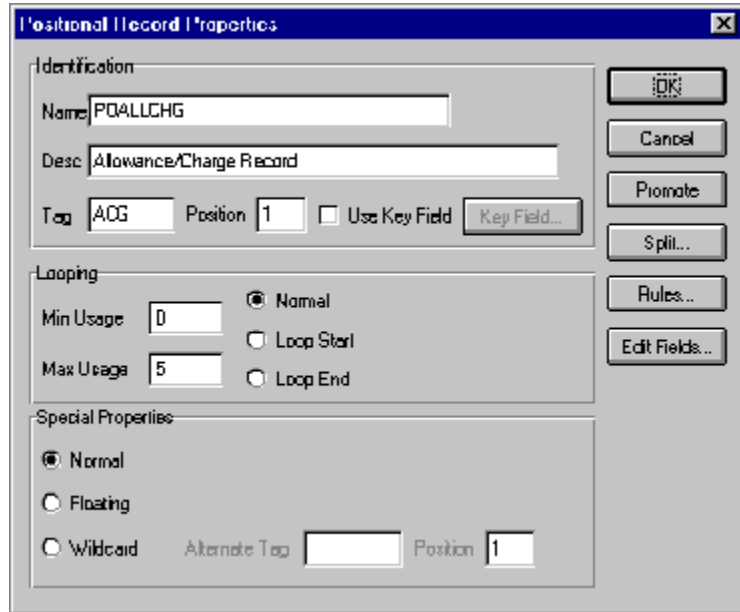 Positional Record Properties
Identification
Name POALLCHG
Desc Allowance/Charge Record
Tag ACG Position 1 Use Key Field Key Field...
Looping
Min Usage 0 Normal
Loop Start
Max Usage 5
Loop End
Special Properties
Normal
Floating
Wildcard Alternate Tag Position 1
OK
Cancel
Promote
Split...
Rules...
Edit Fields...